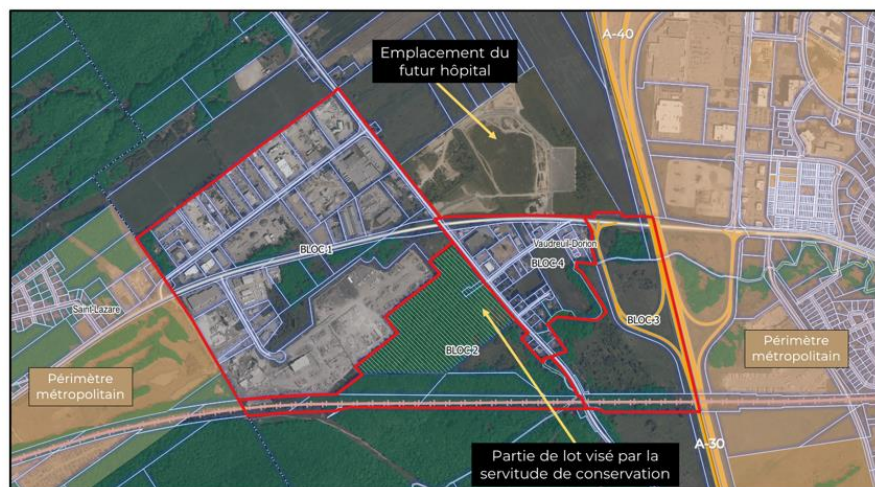 A-40
Emplacement du
futur hôpital
BLOC-1
Vaudreuil-Dorion
BLOC-4
Saint-Lazare
BLOC-3
BLOC-2
Périmètre
métropolitain
Périmètre
métropolitain
A-30
Partie de lot visé par la
servitude de conservation